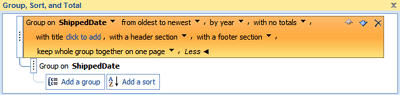 Group, Sort, and Total
Group on ShippedDate from oldest to newest , by year , with no totals ,
with title click to add , with a header section , with a footer section ,
keep whole group together on one page , Less
Group on ShippedDate
Add a group Add a sort